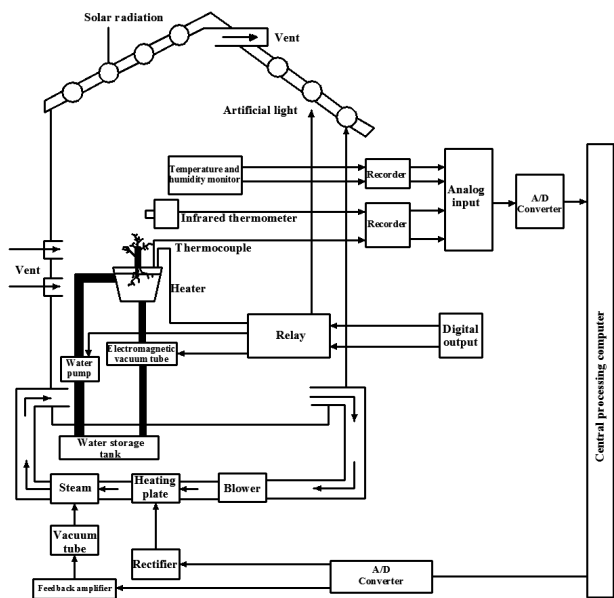 Solar radiation
Vent
Artificial light
Temperature and
humidity monitor
Recorder
Analog
input
A/D
Converter
Infrared thermometer
Recorder
Thermocouple
Vent
Heater
Relay
Digital
output
Electromagnetic
vacuum tube
Water
pump
Central processing computer
Water storage
tank
Steam
Heating
plate
Blower
Vacuum
tube
Rectifier
A/D
Converter
Feedback amplifier